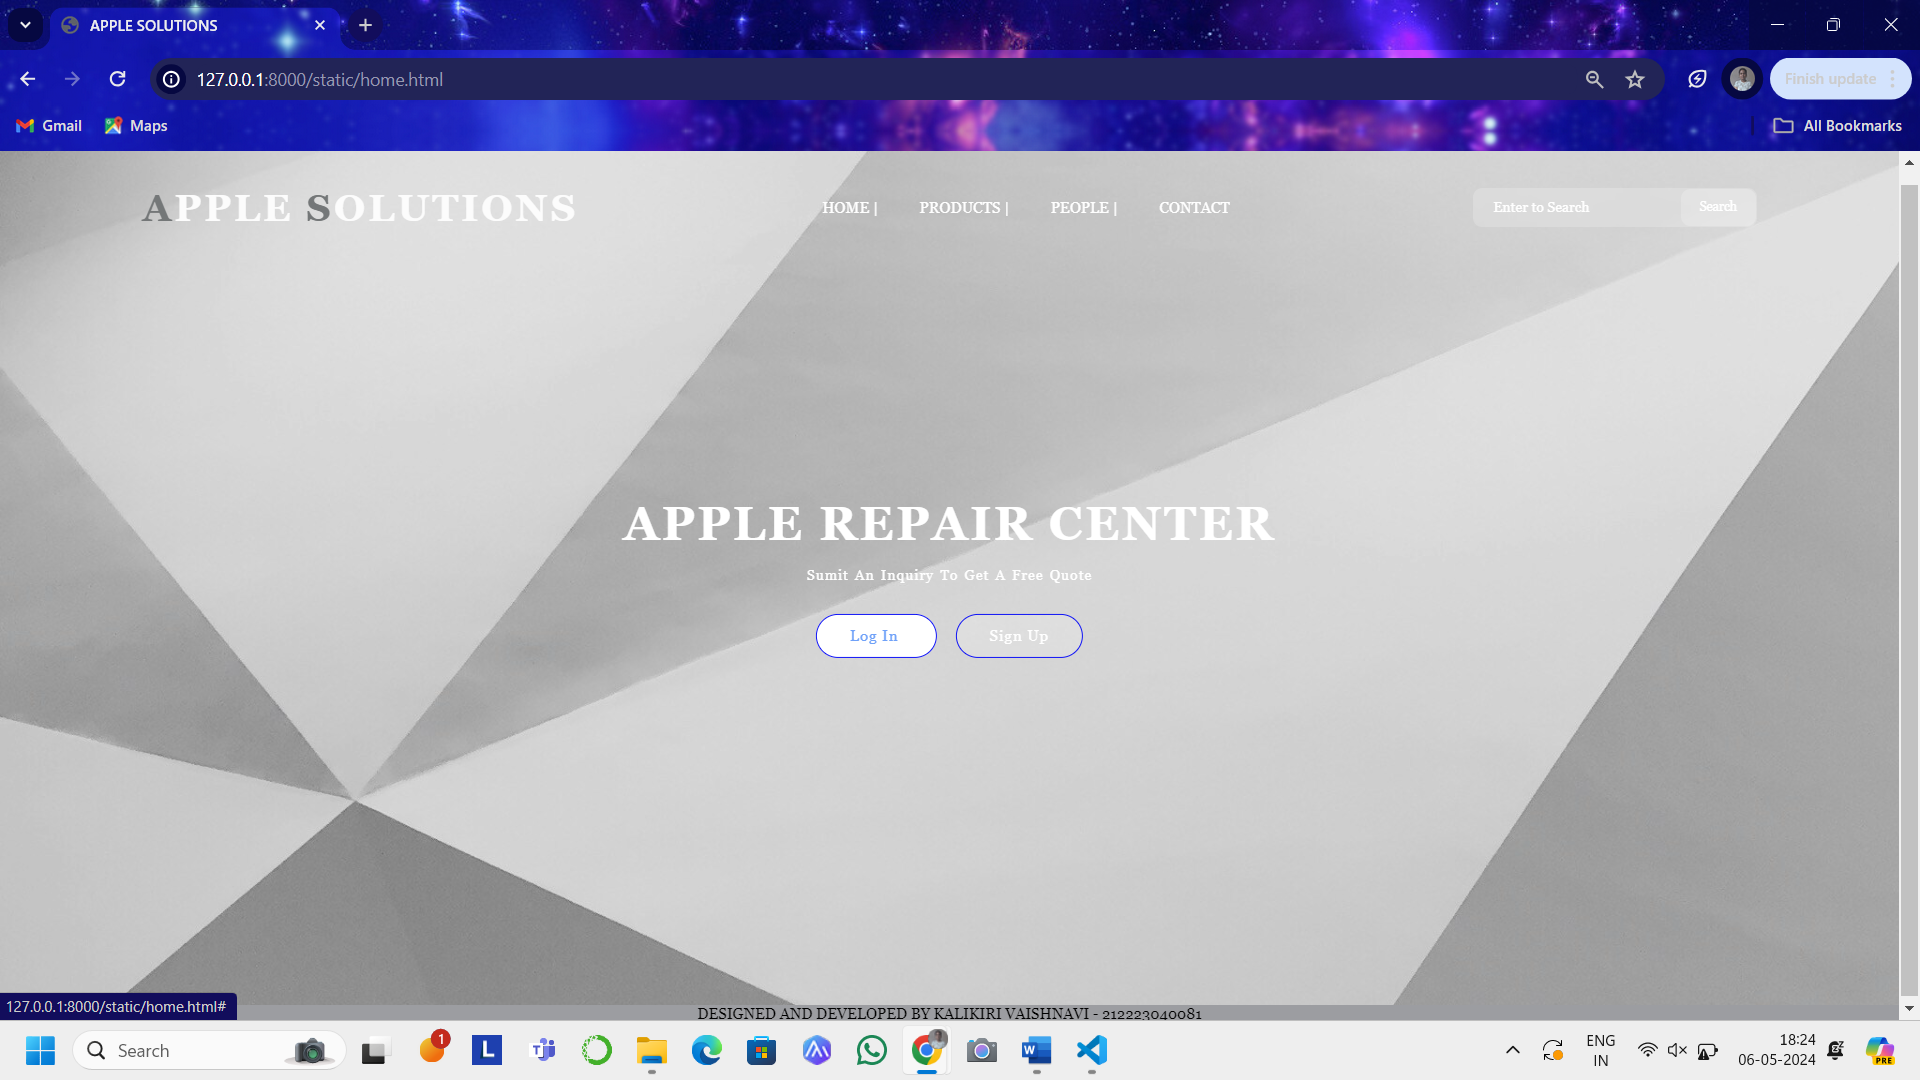 APPLE SOLUTIONS
127.0.0.1:8000/static/home.html
Finish update
Gmail
Maps
All Bookmarks
APPLE SOLUTIONS
HOME | PRODUCTS | PEOPLE | CONTACT
Enter to Search
Search
APPLE REPAIR CENTER
Sumit An Inquiry To Get A Free Quote
Log In
Sign Up
127.0.0.1:8000/static/home.html#
DESIGNED AND DEVELOPED BY KALIKIRI VAISHNAVI - 212223040081
Search
1
L
ENG
IN
18:24
06-05-2024
PRE